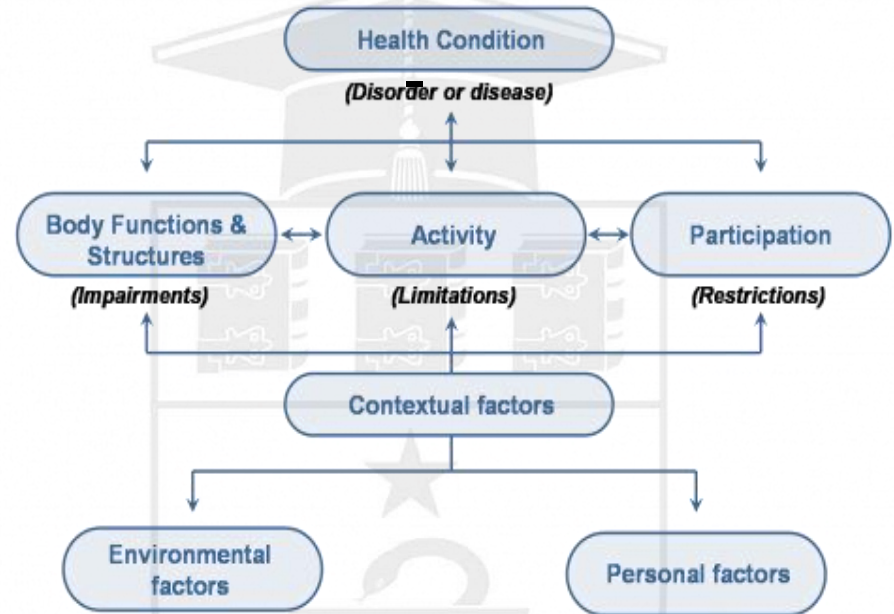 Health Condition
(Disorder or disease)
Body Functions &
Structures
Activity
Participation
(Impairments)
(Limitations)
(Restrictions)
Contextual factors
Environmental
factors
Personal factors